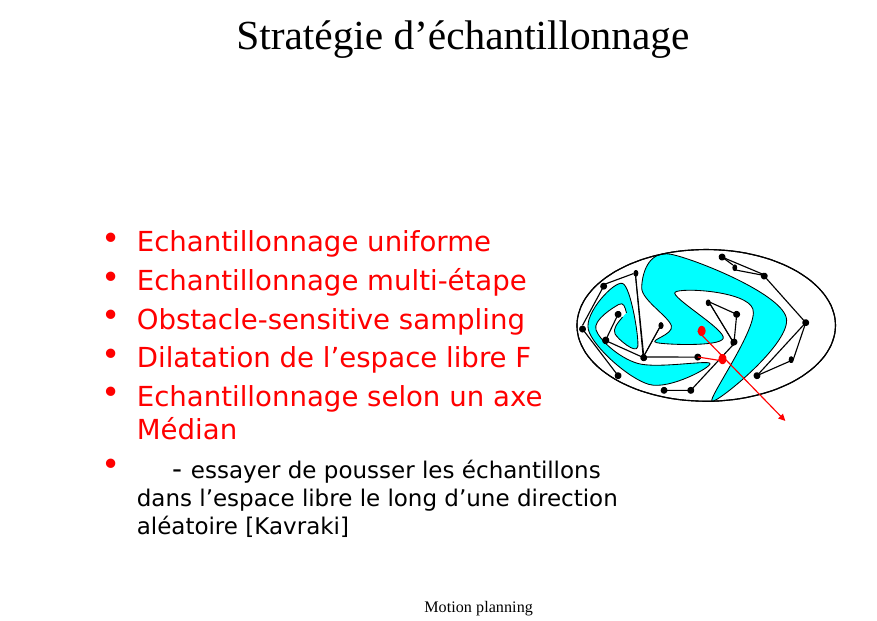 Stratégie d’échantillonnage
• Echantillonnage uniforme
• Echantillonnage multi-étape
• Obstacle-sensitive sampling
• Dilatation de l’espace libre F
• Echantillonnage selon un axe
Médian
• - essayer de pousser les échantillons
dans l’espace libre le long d’une direction
aléatoire [Kavraki]
Motion planning